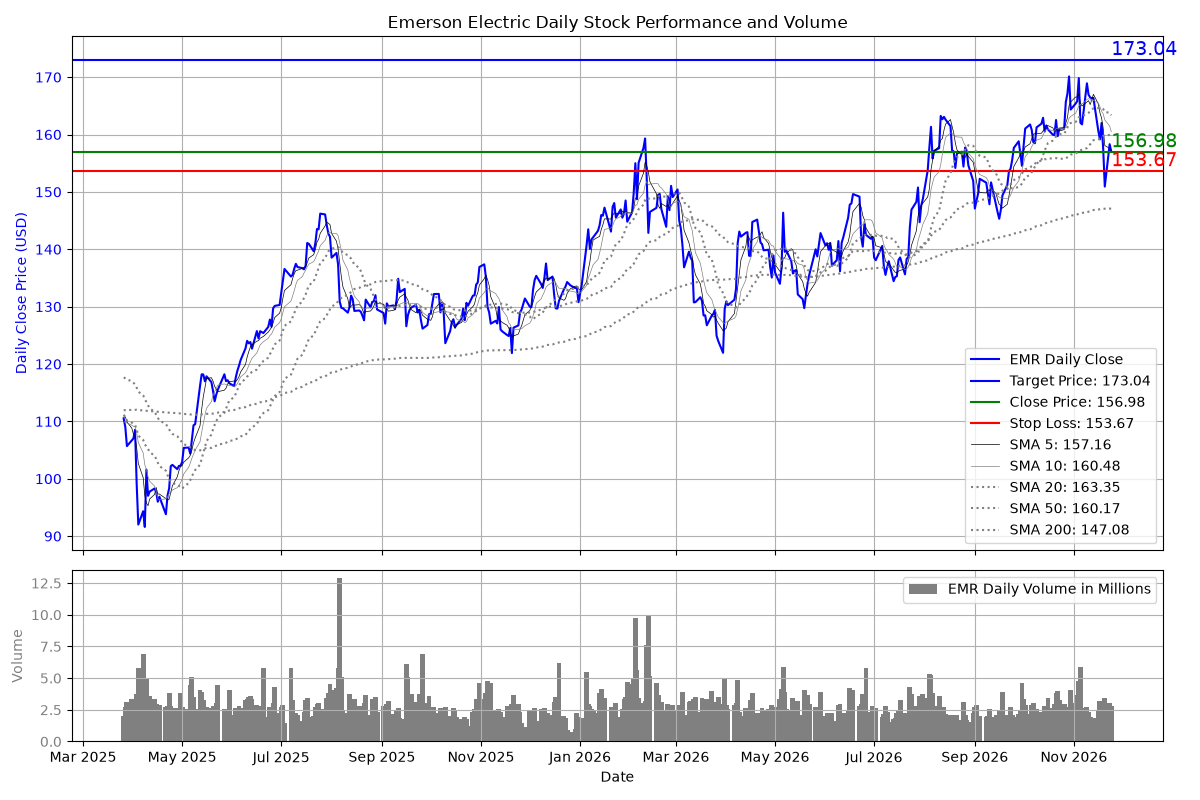 Emerson Electric Daily Stock Performance and Volume
173.04
156.98
153.67
Daily Close Price (USD)
170
160
150
140
130
120
110
100
90
EMR Daily Close
Target Price: 173.04
Close Price: 156.98
Stop Loss: 153.67
SMA 5: 157.16
SMA 10: 160.48
SMA 20: 163.35
SMA 50: 160.17
SMA 200: 147.08
Volume
12.5
10.0
7.5
5.0
2.5
0.0
EMR Daily Volume in Millions
Mar 2025 May 2025 Jul 2025 Sep 2025 Nov 2025 Jan 2026 Mar 2026 May 2026 Jul 2026 Sep 2026 Nov 2026
Date